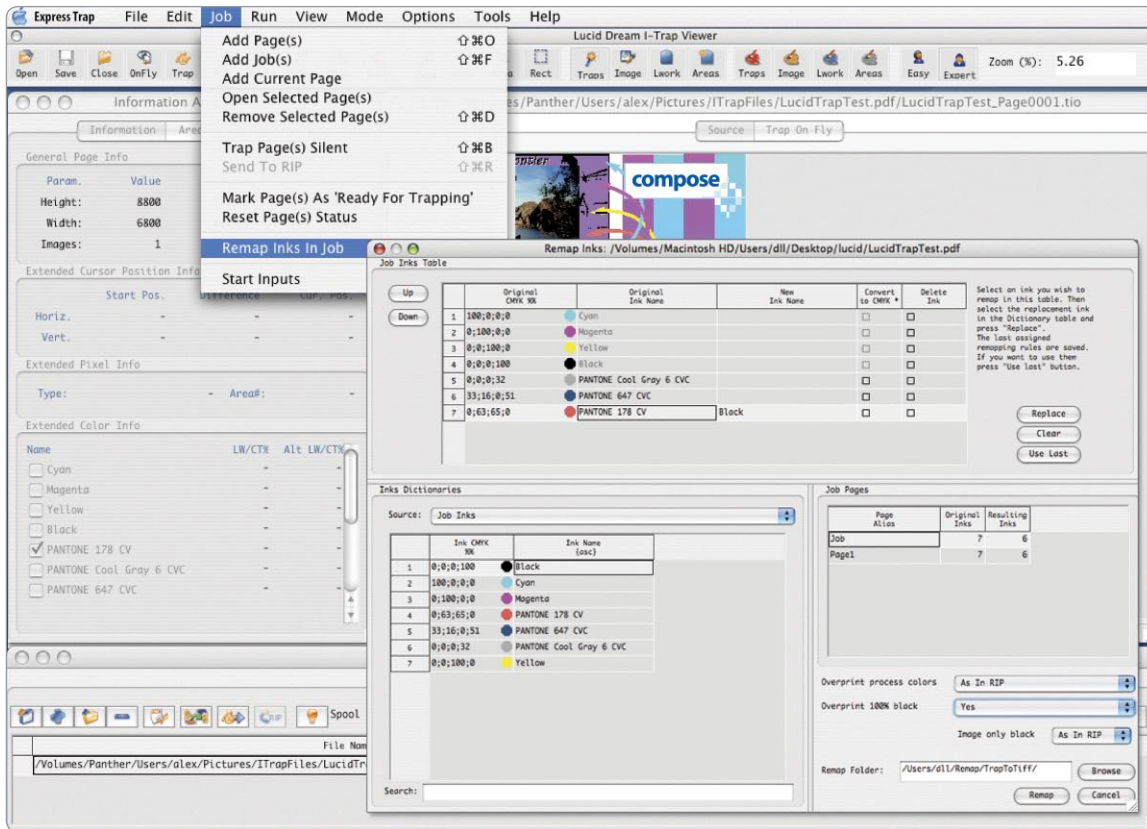 Express Trap File Edit Job Run View Mode Options Tools Help
Lucid Dream I-Trap Viewer
Open Save Close OnFly Trap
Rect Traps Image Lwork Areas Traps Image Lwork Areas Easy Expert Zoom (%): 5.26
Add Page(s) ⇧⌘O
Add Job(s) ⇧⌘F
Add Current Page
Open Selected Page(s)
Remove Selected Page(s) ⇧⌘D
Trap Page(s) Silent ⇧⌘B
Send To RIP ⇧⌘R
Mark Page(s) As 'Ready For Trapping'
Reset Page(s) Status
Remap Inks In Job
Start Inputs
Information A
es/Panther/Users/alex/Pictures/ITrapFiles/LucidTrapTest.pdf/LucidTrapTest_Page0001.tio
Information Area
Source Trap On Fly
General Page Info
Param. Value
Height: 8800
Width: 6800
Images: 1
Extended Cursor Position Info
Start Pos. Difference Cur. Pos.
Horiz. - - -
Vert. - - -
Extended Pixel Info
Type: - Area#: -
Extended Color Info
Name LW/CT% Alt LW/CT%
Cyan - -
Magenta - -
Yellow - -
Black - -
PANTONE 178 CV - -
PANTONE Cool Gray 6 CVC - -
PANTONE 647 CVC - -
compose
Remap Inks: /Volumes/Macintosh HD/Users/dll/Desktop/lucid/LucidTrapTest.pdf
Job Inks Table
Up
Down
Original CMYK %% Original Ink Name New Ink Name Convert to CMYK * Delete Ink
1 100;0;0;0 Cyan
2 0;100;0;0 Magenta
3 0;0;100;0 Yellow
4 0;0;0;100 Black
5 0;0;0;32 PANTONE Cool Gray 6 CVC
6 33;16;0;51 PANTONE 647 CVC
7 0;63;65;0 PANTONE 178 CV Black
Select an ink you wish to
remap in this table. Then
select the replacement ink
in the Dictionary table and
press "Replace".
The last assigned
remapping rules are saved.
If you want to use them
press "Use last" button.
Replace
Clear
Use Last
Inks Dictionaries
Source: Job Inks
Ink CMYK %% Ink Name (asc)
1 0;0;0;100 Black
2 100;0;0;0 Cyan
3 0;100;0;0 Magenta
4 0;63;65;0 PANTONE 178 CV
5 33;16;0;51 PANTONE 647 CVC
6 0;0;0;32 PANTONE Cool Gray 6 CVC
7 0;0;100;0 Yellow
Search:
Job Pages
Page Alias Original Inks Resulting Inks
Job 7 6
Page1 7 6
Overprint process colors As In RIP
Overprint 100% black Yes
Image only black As In RIP
Remap Folder: /Users/dll/Remap/TrapToTiff/ Browse
Remap Cancel
Spool
File Nam
/Volumes/Panther/Users/alex/Pictures/ITrapFiles/LucidTr